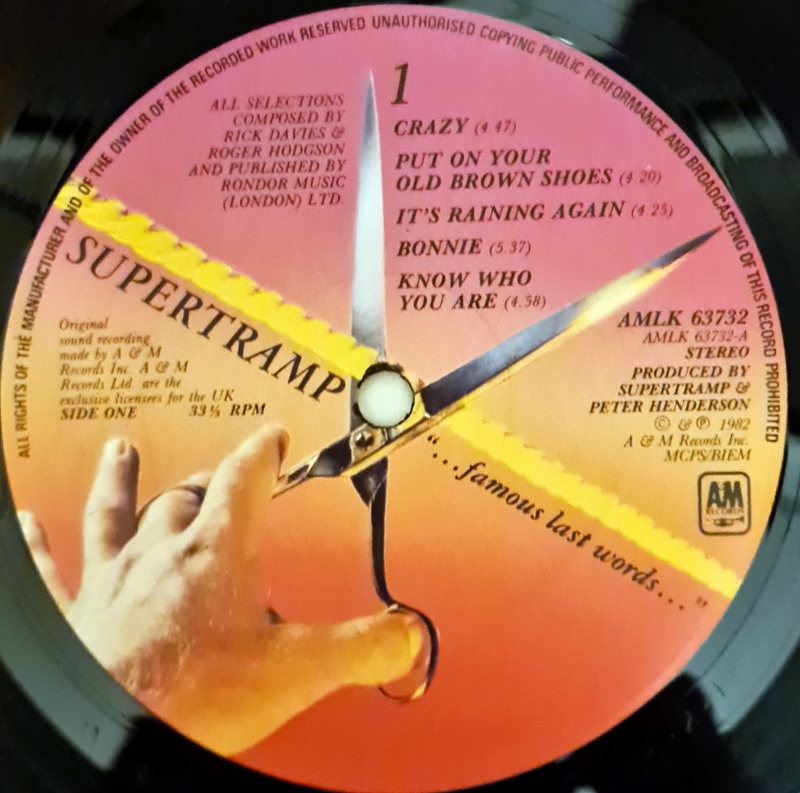 ALL RIGHTS OF THE MANUFACTURER AND OF THE OWNER OF THE RECORDED WORK RESERVED UNAUTHORISED COPYING PUBLIC PERFORMANCE AND BROADCASTING OF THIS RECORD PROHIBITED
1
ALL SELECTIONS
COMPOSED BY
RICK DAVIES &
ROGER HODGSON
AND PUBLISHED BY
RONDOR MUSIC
(LONDON) LTD.
CRAZY (4.47)
PUT ON YOUR
OLD BROWN SHOES (4.20)
IT'S RAINING AGAIN (4.25)
BONNIE (5.37)
KNOW WHO
YOU ARE (4.58)
SUPERTRAMP
Original
sound recording
made by A & M
Records Inc. A & M
Records Ltd. are the
exclusive licensees for the UK
SIDE ONE 33⅓ RPM
AMLK 63732
AMLK 63732-A
STEREO
PRODUCED BY
SUPERTRAMP &
PETER HENDERSON
© & ℗ 1982
A & M Records Inc.
MCPS/BIEM
"...famous last words..."
A&M
RECORDS